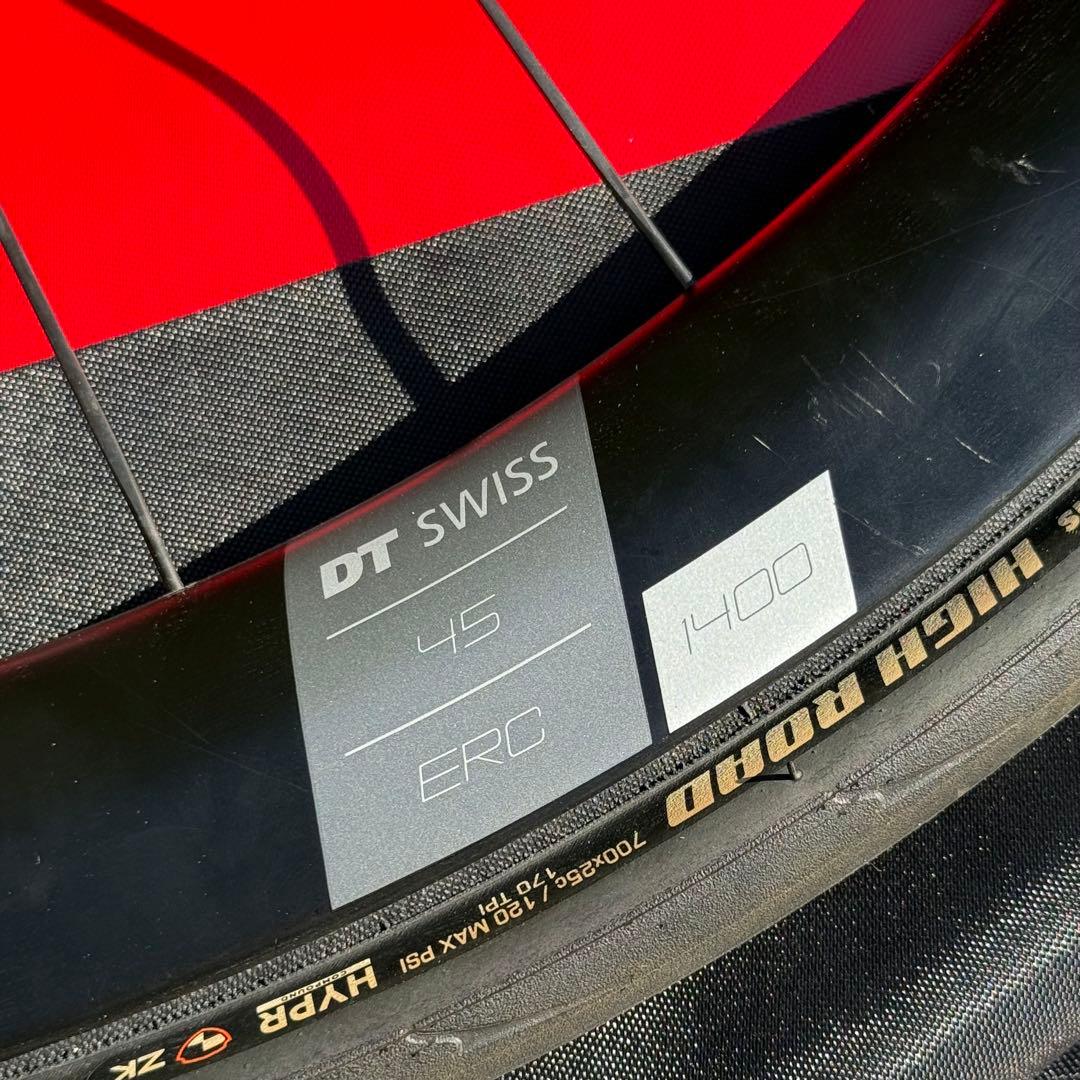 DT SWISS
45
ERC
1400
HIGH ROAD
700x25c / 120 MAX PSI
170 TPI
HYPR
COMPOUND
ZK